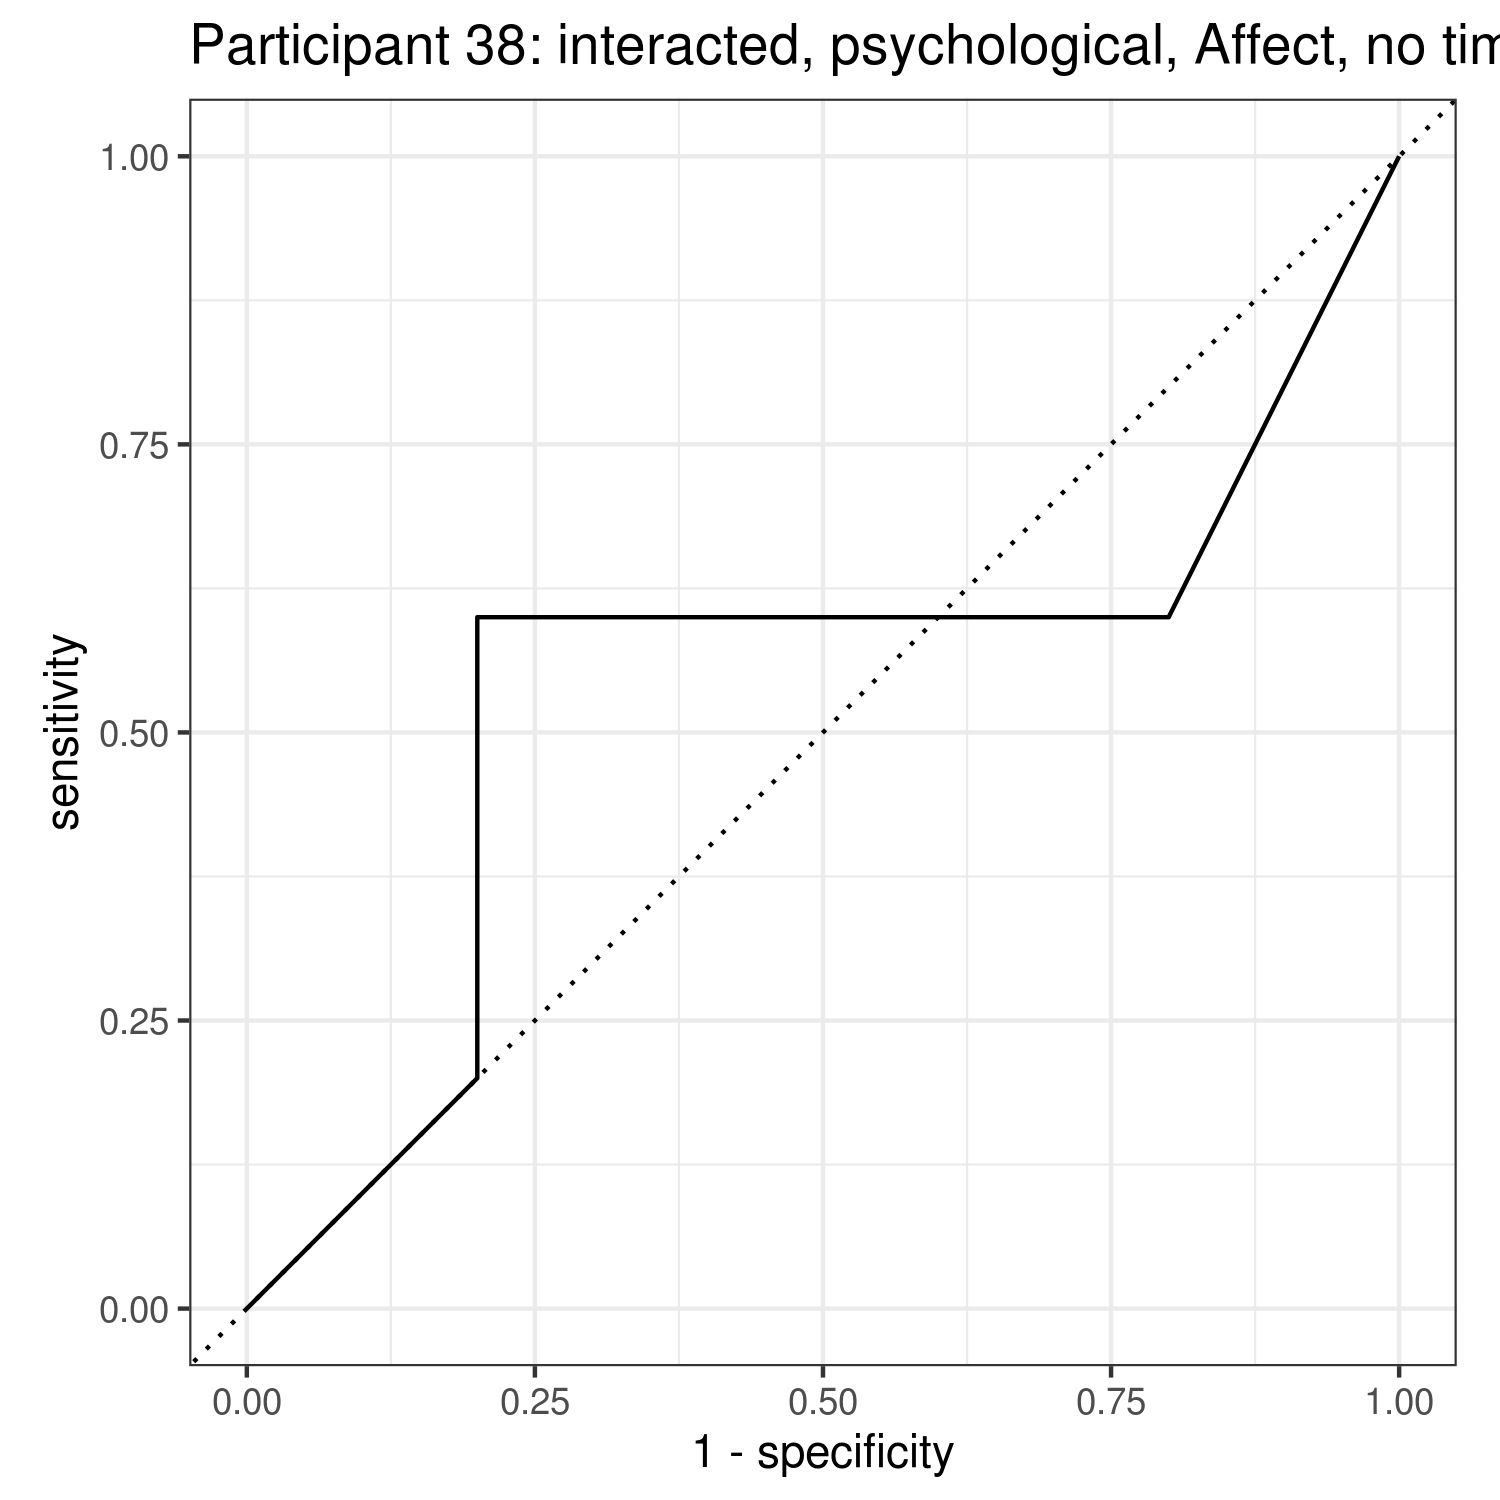 Participant 38: interacted, psychological, Affect, no tim
1.00
0.75
0.50
0.25
0.00
sensitivity
0.00 0.25 0.50 0.75 1.00
1 - specificity